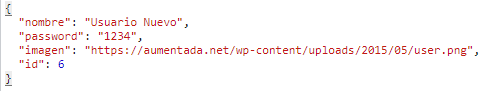 {
"nombre": "Usuario Nuevo",
"password": "1234",
"imagen": "https://aumentada.net/wp-content/uploads/2015/05/user.png",
"id": 6
}